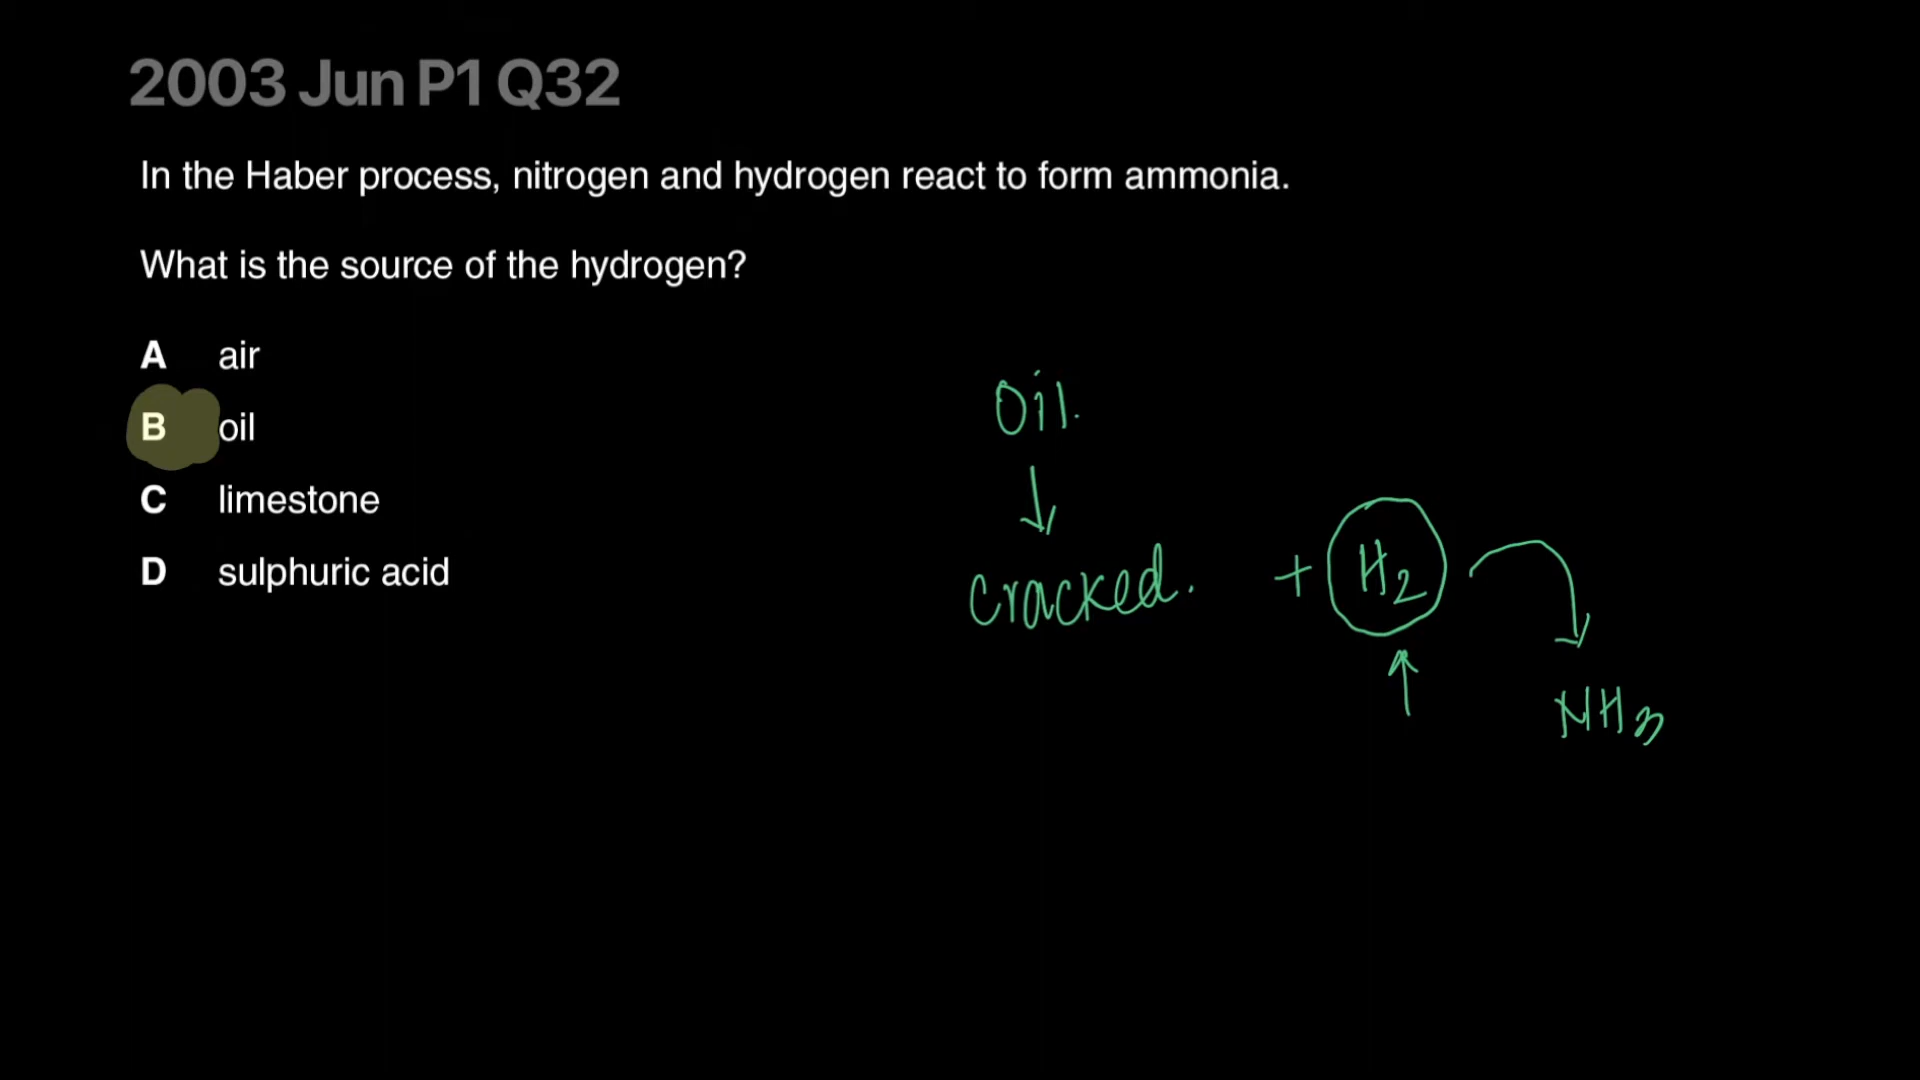 2003 Jun P1 Q32
In the Haber process, nitrogen and hydrogen react to form ammonia.
What is the source of the hydrogen?
A air
B oil
C limestone
D sulphuric acid
Oil.
cracked. + H2
NH3